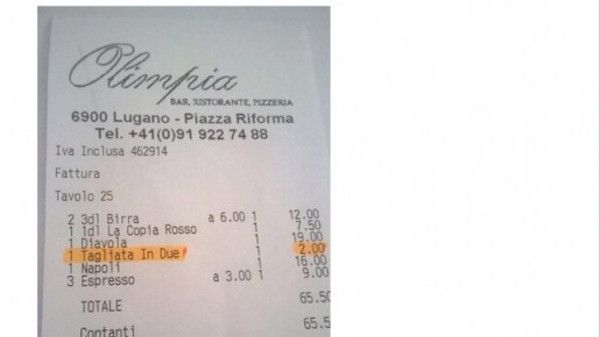 Olimpia
BAR, RISTORANTE, PIZZERIA
6900 Lugano - Piazza Riforma
Tel. +41(0)91 922 74 88
Iva Inclusa 462914
Fattura
Tavolo 25
2 3dl Birra a 6.00 1 12.00
1 1dl La Copia Rosso 1 7.50
1 Diavola 1 19.00
1 Tagliata In Due 1 2.00
1 Napoli 1 16.00
3 Espresso a 3.00 1 9.00
TOTALE 65.50
Contanti 65.5